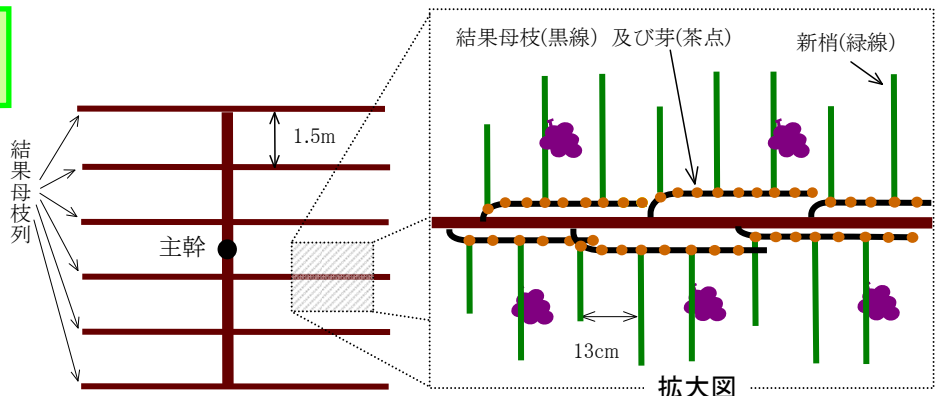 結果母枝(黒線) 及び芽(茶点)
新梢(緑線)
1.5m
結果母枝列
主幹
13cm
拡大図